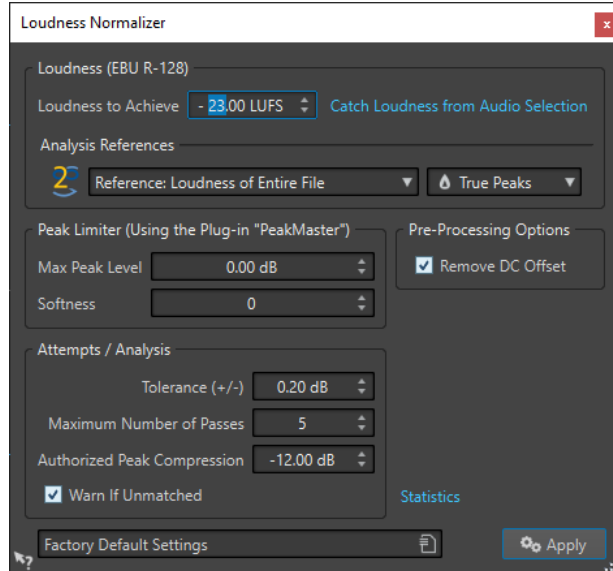 Loudness Normalizer
x
Loudness (EBU R-128)
Loudness to Achieve - 23.00 LUFS Catch Loudness from Audio Selection
Analysis References
Reference: Loudness of Entire File True Peaks
Peak Limiter (Using the Plug-in "PeakMaster") Pre-Processing Options
Max Peak Level 0.00 dB Remove DC Offset
Softness 0
Attempts / Analysis
Tolerance (+/-) 0.20 dB
Maximum Number of Passes 5
Authorized Peak Compression -12.00 dB
Warn If Unmatched Statistics
Factory Default Settings Apply
?